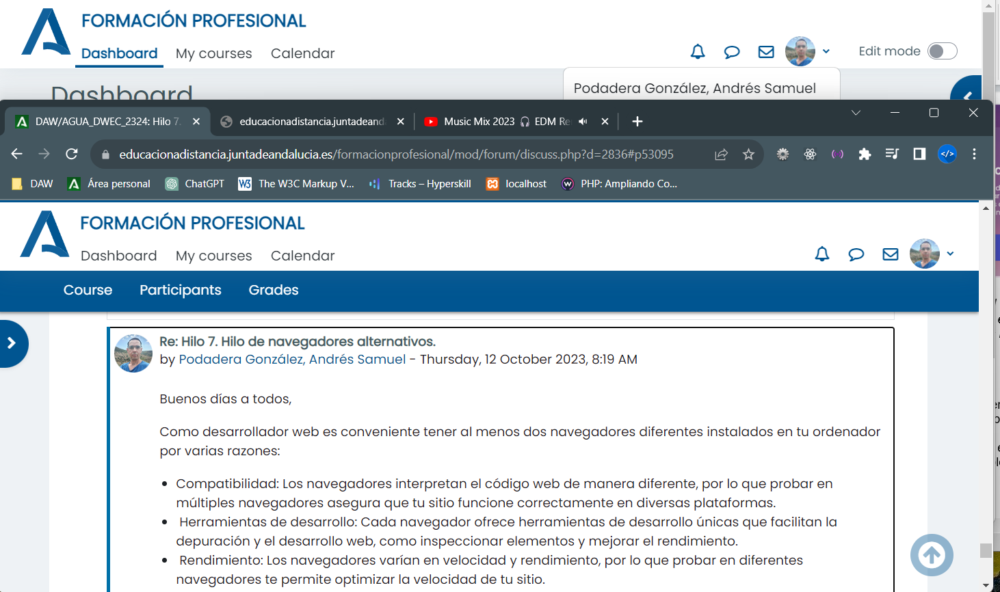 FORMACIÓN PROFESIONAL
Dashboard My courses Calendar
Edit mode
Dashboard
Podadera González, Andrés Samuel
DAW/AGUA_DWEC_2324: Hilo 7.
educacionadistancia.juntadeand
Music Mix 2023 🎧 EDM Re
educacionadistancia.juntadeandalucia.es/formacionprofesional/mod/forum/discuss.php?d=2836#p53095
DAW Área personal ChatGPT The W3C Markup V... Tracks – Hyperskill localhost PHP: Ampliando Co...
FORMACIÓN PROFESIONAL
Dashboard My courses Calendar
Course Participants Grades
Re: Hilo 7. Hilo de navegadores alternativos.
by Podadera González, Andrés Samuel - Thursday, 12 October 2023, 8:19 AM
Buenos días a todos,
Como desarrollador web es conveniente tener al menos dos navegadores diferentes instalados en tu ordenador
por varias razones:
• Compatibilidad: Los navegadores interpretan el código web de manera diferente, por lo que probar en
múltiples navegadores asegura que tu sitio funcione correctamente en diversas plataformas.
• Herramientas de desarrollo: Cada navegador ofrece herramientas de desarrollo únicas que facilitan la
depuración y el desarrollo web, como inspeccionar elementos y mejorar el rendimiento.
• Rendimiento: Los navegadores varían en velocidad y rendimiento, por lo que probar en diferentes
navegadores te permite optimizar la velocidad de tu sitio.